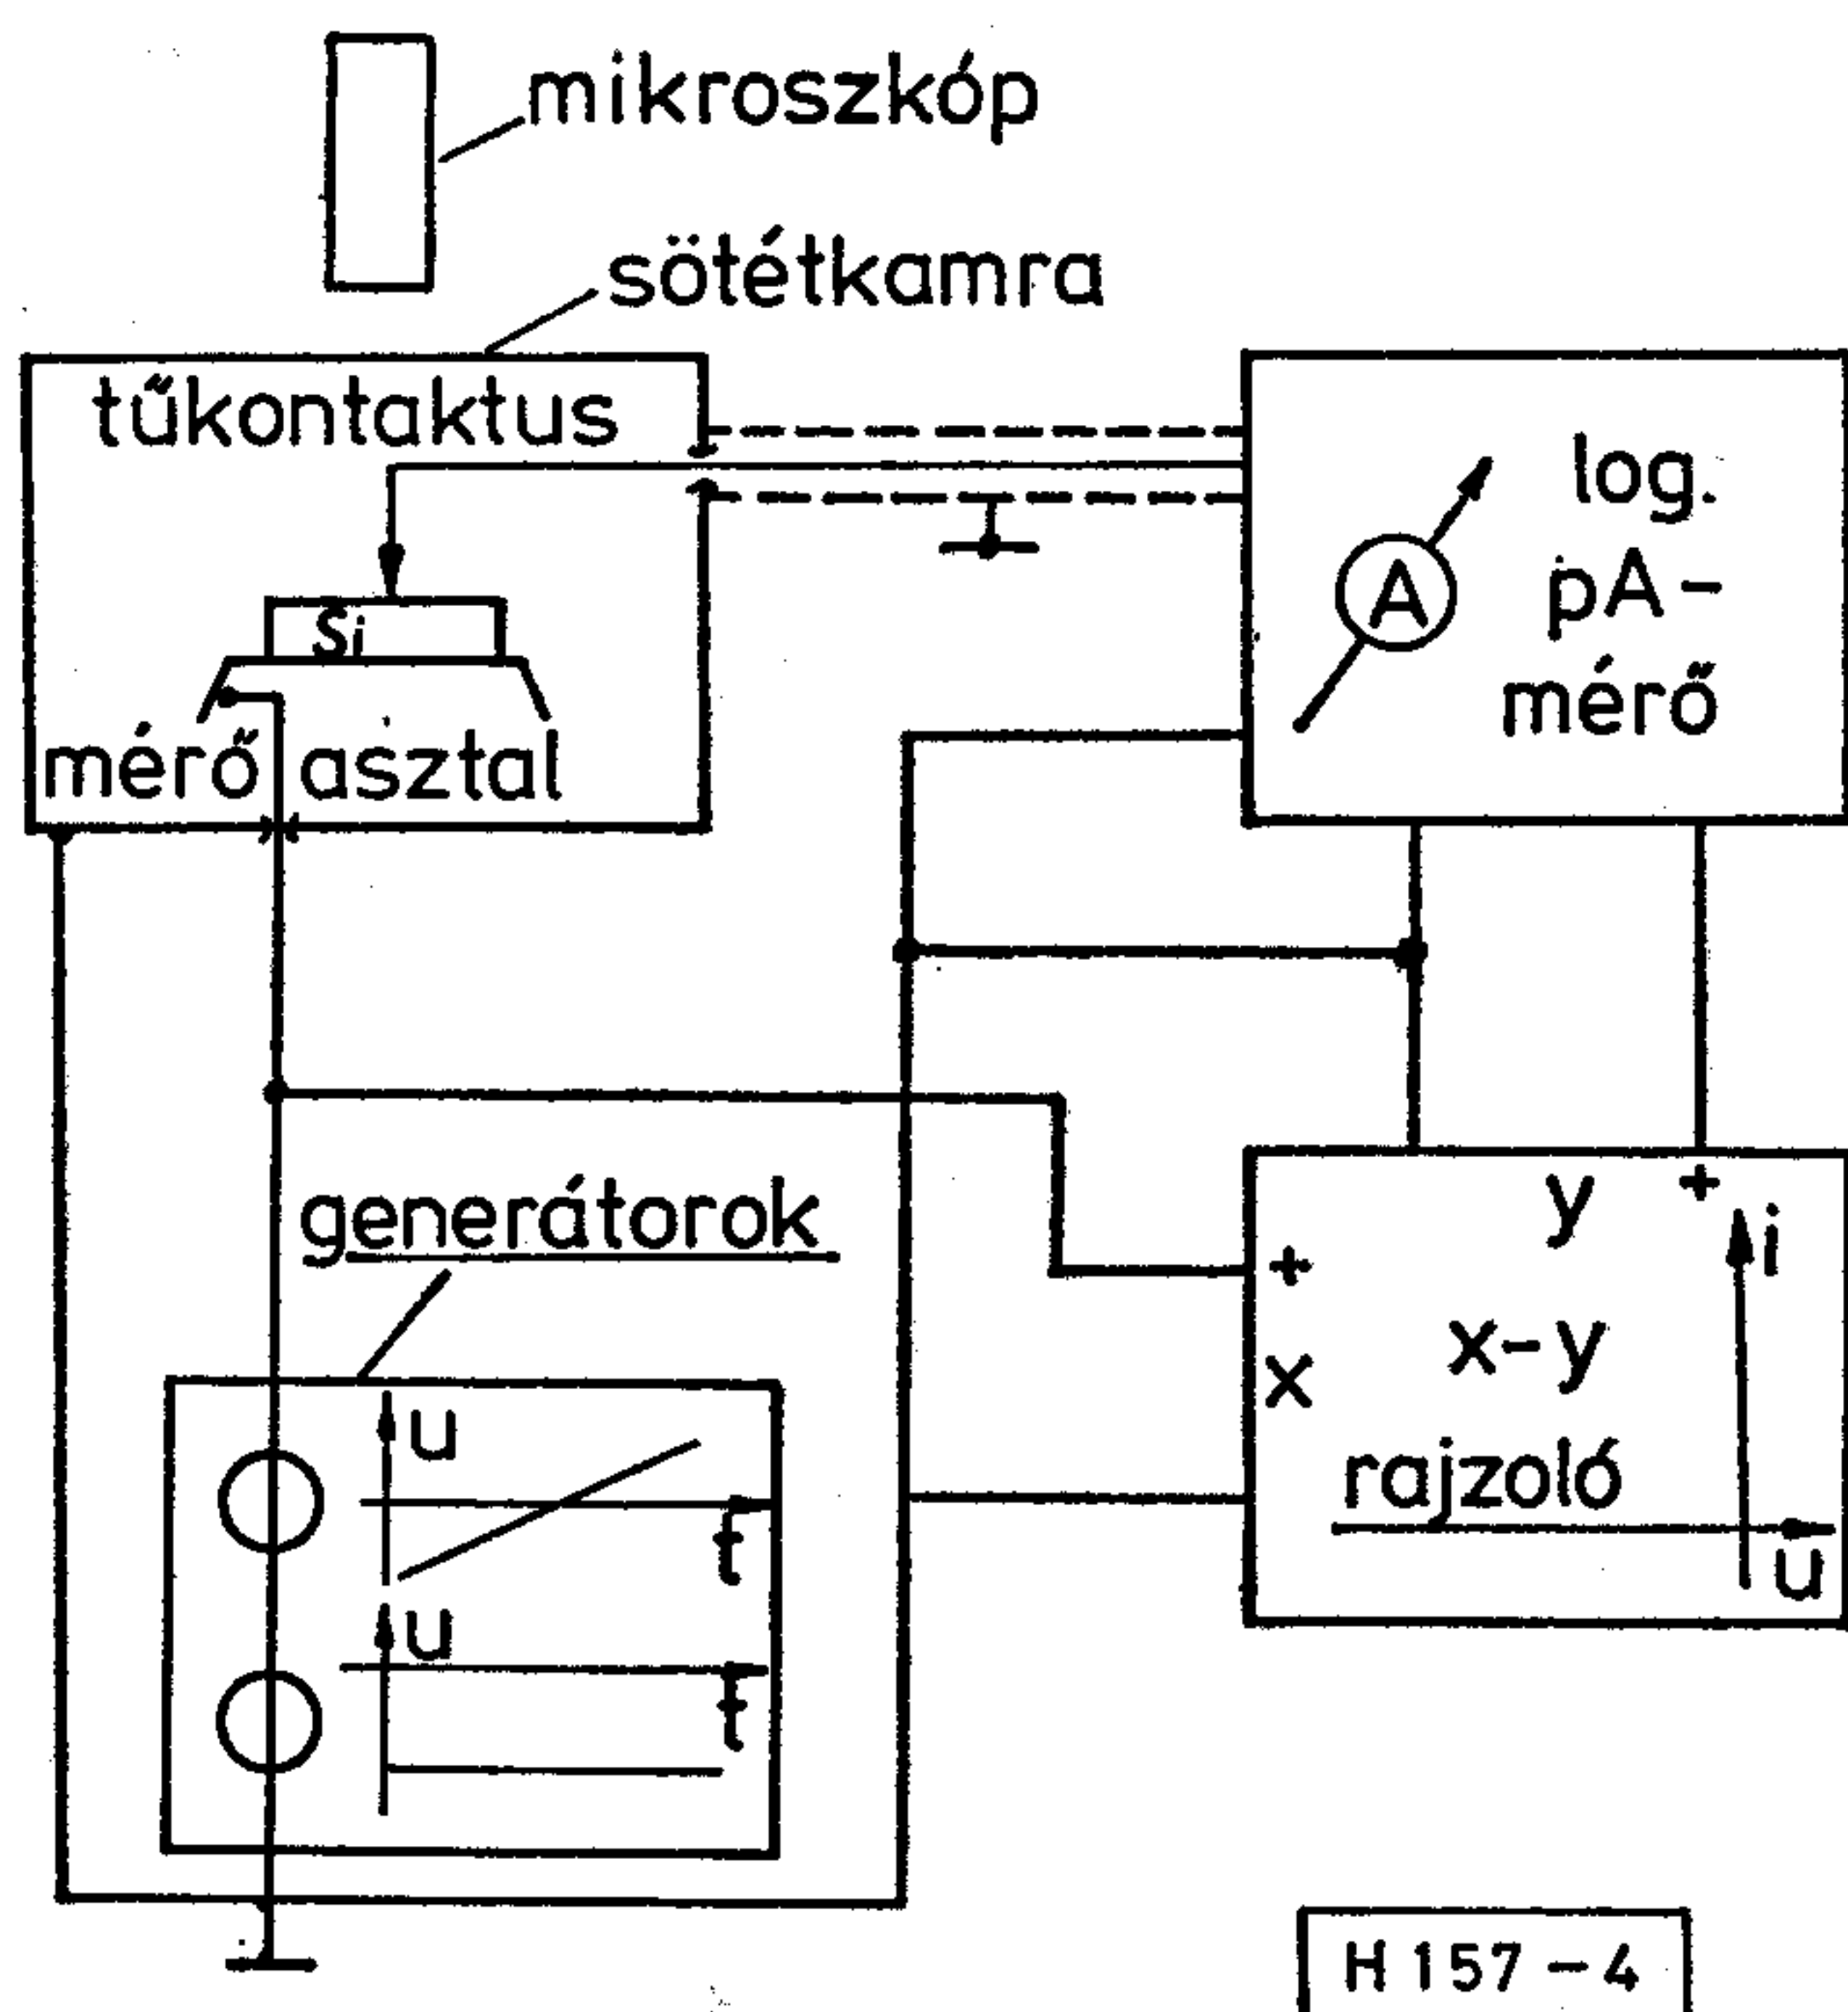 mikroszkóp
sötétkamra
tűkontaktus
Si
mérő asztal
log.
A pA-
mérő
generátorok
u
t
u
t
y +
i
+
x x-y
rajzoló
u
H 157-4